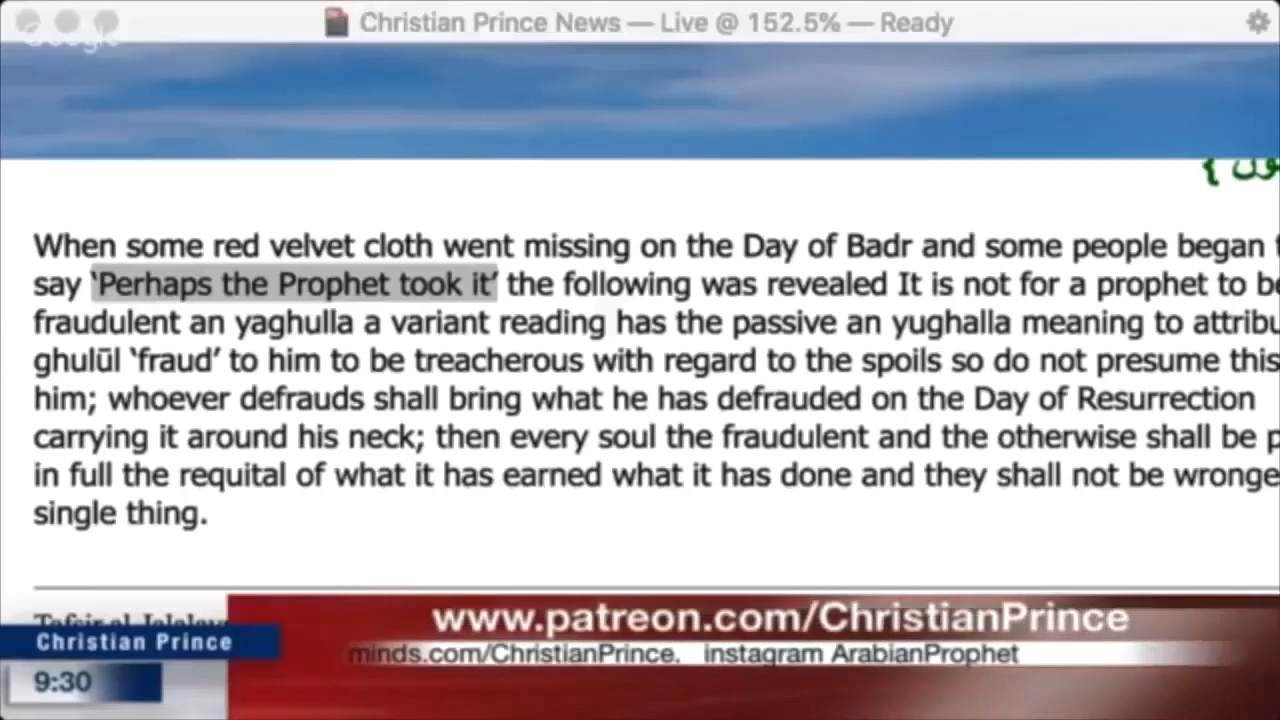 Christian Prince News — Live @ 152.5% — Ready
Google
When some red velvet cloth went missing on the Day of Badr and some people began
say ‘Perhaps the Prophet took it’ the following was revealed It is not for a prophet to be
fraudulent an yaghulla a variant reading has the passive an yughalla meaning to attribu
ghulūl ‘fraud’ to him to be treacherous with regard to the spoils so do not presume this
him; whoever defrauds shall bring what he has defrauded on the Day of Resurrection
carrying it around his neck; then every soul the fraudulent and the otherwise shall be p
in full the requital of what it has earned what it has done and they shall not be wronge
single thing.
www.patreon.com/ChristianPrince
Christian Prince
minds.com/ChristianPrince. instagram ArabianProphet
9:30